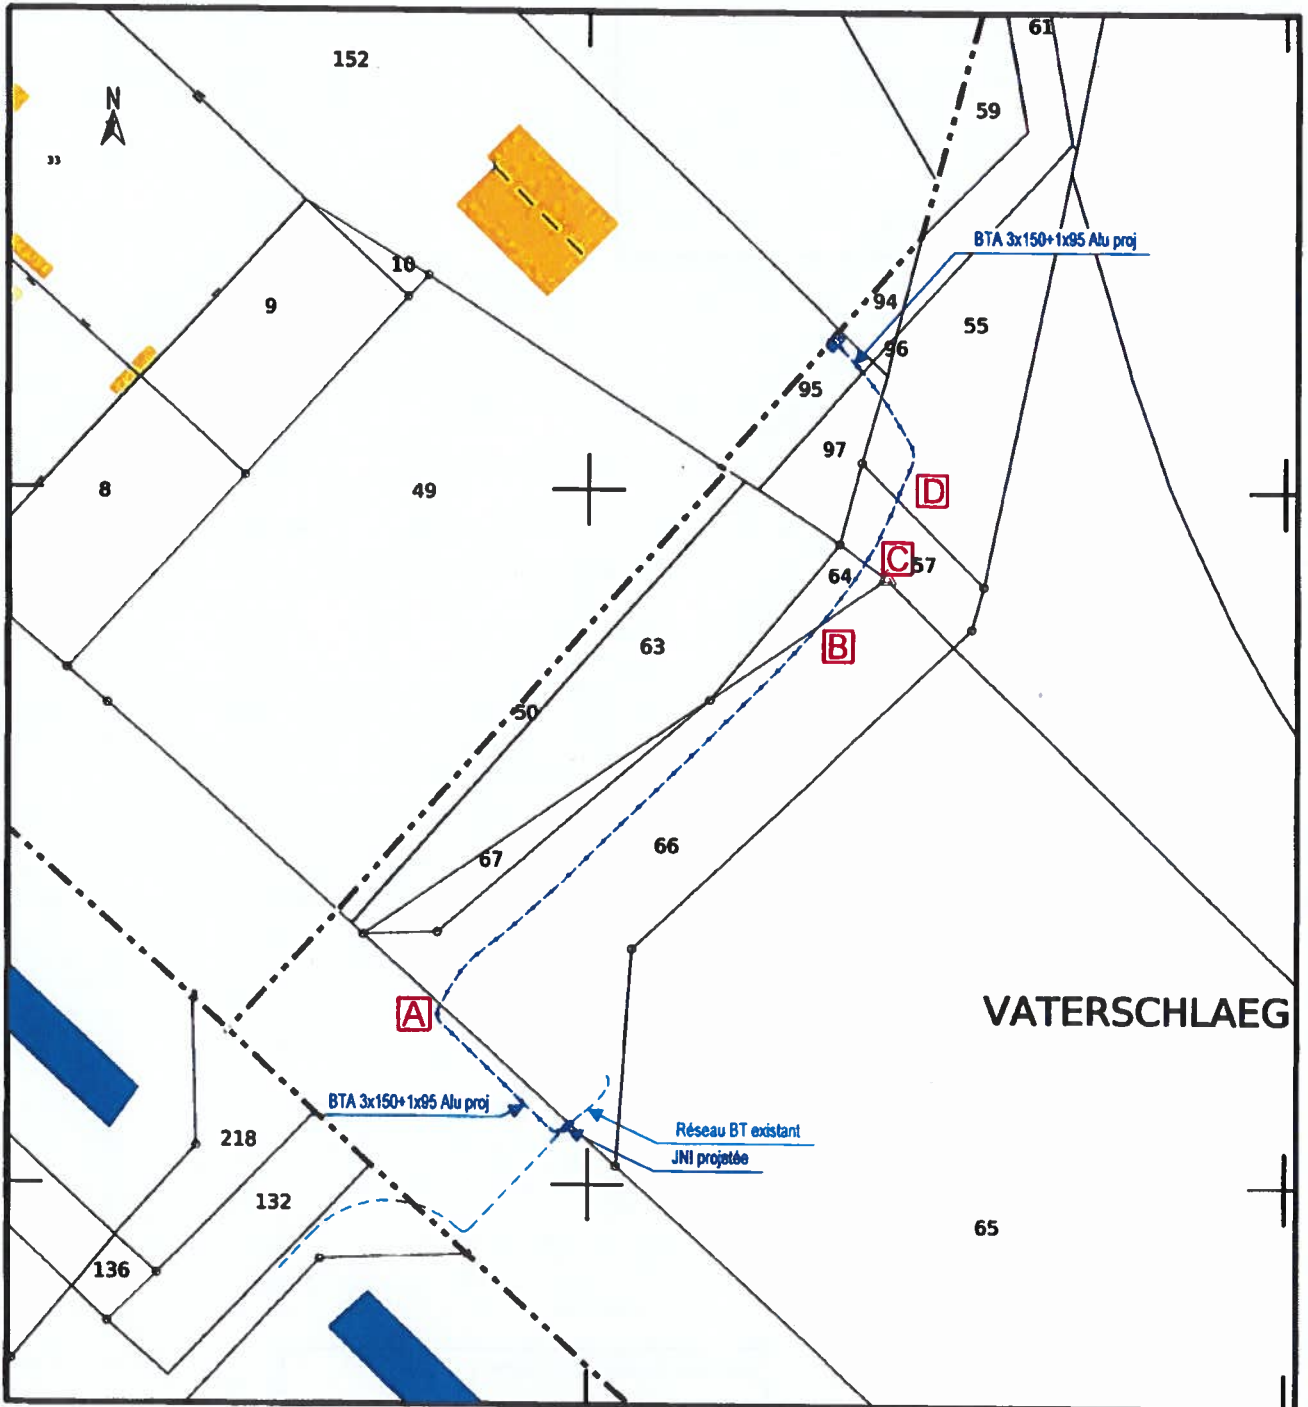 61
152
N
59
"
BTA 3x150+1x95 Alu proj
10
94
9
55
96
95
97
8
49
D
C
57
64
B
63
50
66
67
A
VATERSCHLAEG
BTA 3x150+1x95 Alu proj
Réseau BT existant
218
JNI projetée
132
65
136